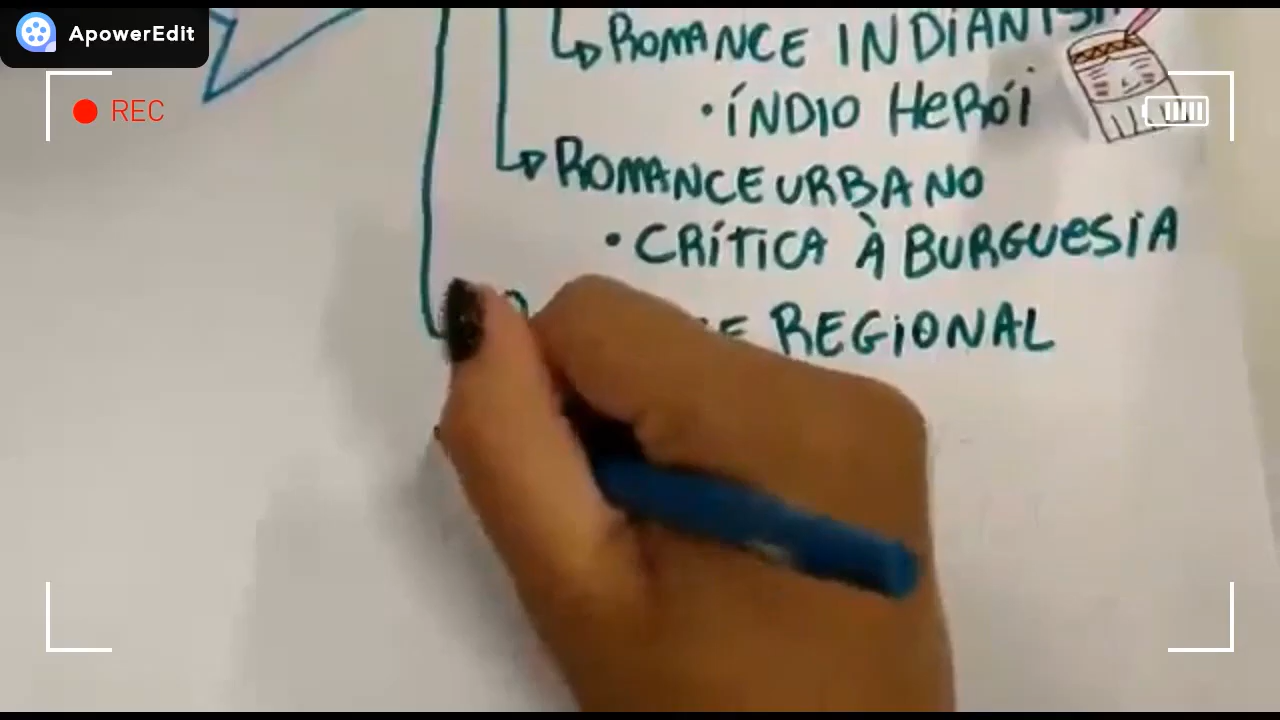 ApowerEdit
REC
ROMANCE INDIANISTA
• ÍNDIO HeRÓi
ROMANCE URBANO
• CRÍTICA À BURGUESiA
REGiONAL